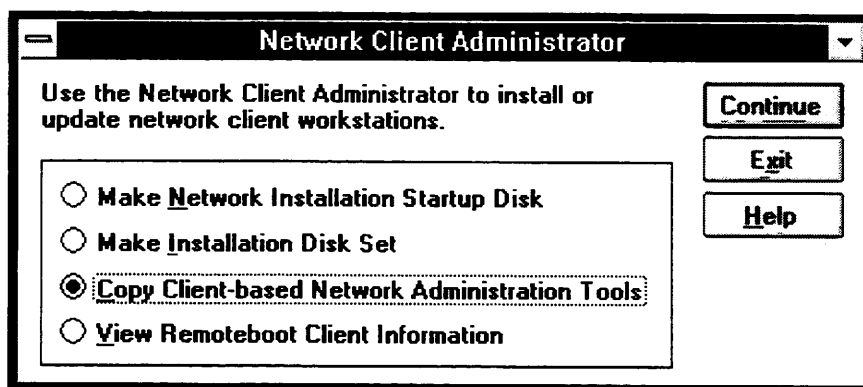 Network Client Administrator
Use the Network Client Administrator to install or
update network client workstations.
Continue
Exit
Help
Make Network Installation Startup Disk
Make Installation Disk Set
Copy Client-based Network Administration Tools
View Remoteboot Client Information